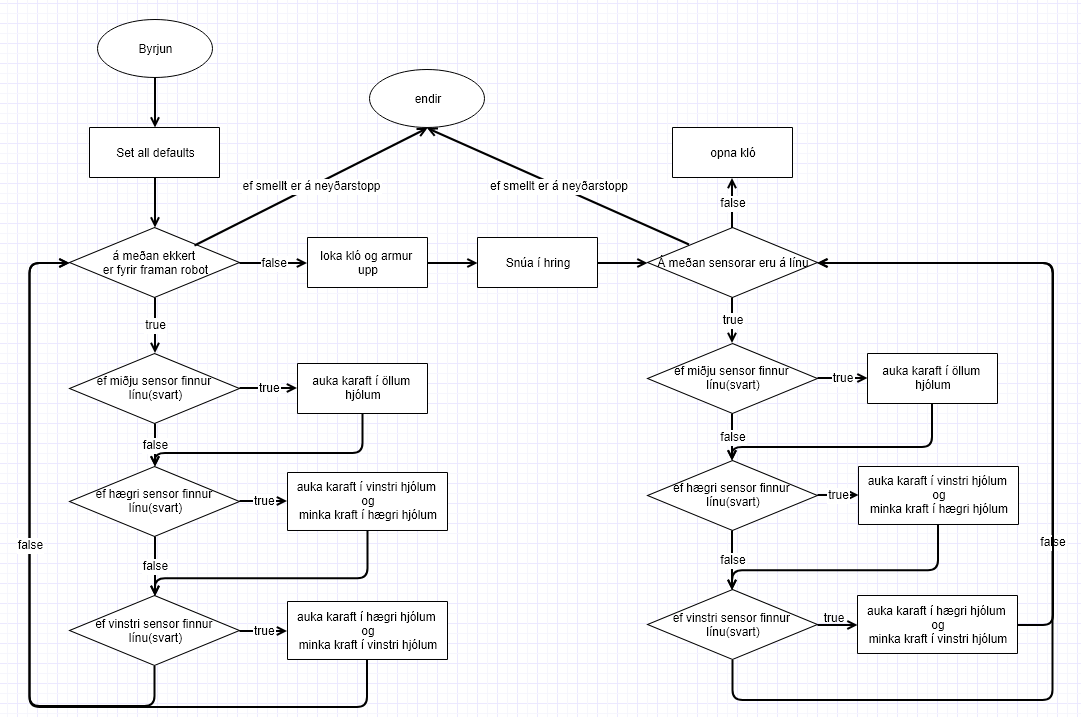 Byrjun
Set all defaults
endir
ef smellt er á neyðarstopp
ef smellt er á neyðarstopp
á meðan ekkert
er fyrir framan robot
false
loka kló og armur
upp
Snúa í hring
Á meðan sensorar eru á línu
false
opna kló
true
ef miðju sensor finnur
línu(svart)
true
auka karaft í öllum
hjólum
false
ef hægri sensor finnur
línu(svart)
true
auka karaft í vinstri hjólum
og
minka kraft í hægri hjólum
false
ef vinstri sensor finnur
línu(svart)
true
auka karaft í hægri hjólum
og
minka kraft í vinstri hjólum
false
true
ef miðju sensor finnur
línu(svart)
true
auka karaft í öllum
hjólum
false
ef hægri sensor finnur
línu(svart)
true
auka karaft í vinstri hjólum
og
minka kraft í hægri hjólum
false
ef vinstri sensor finnur
línu(svart)
true
auka karaft í hægri hjólum
og
minka kraft í vinstri hjólum
false